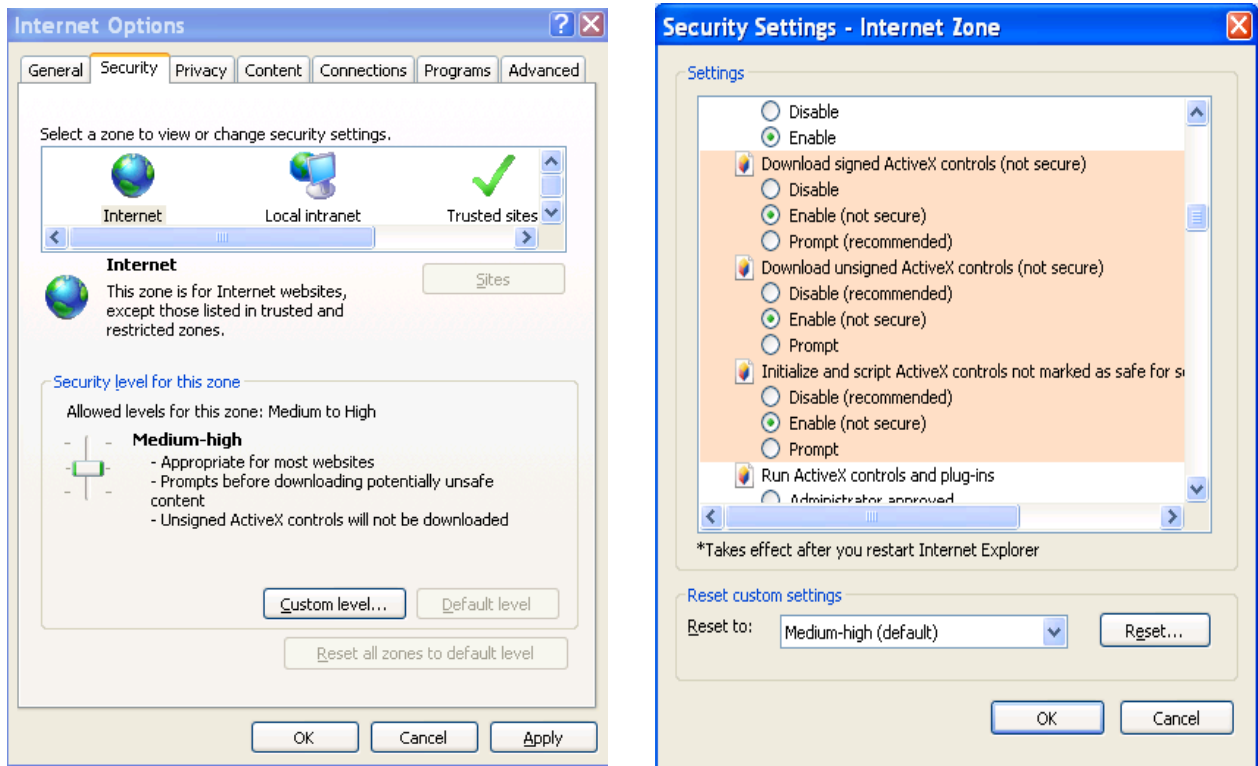 Internet Options
General Security Privacy Content Connections Programs Advanced
Select a zone to view or change security settings.
Internet Local intranet Trusted sites
Internet
Sites
This zone is for Internet websites,
except those listed in trusted and
restricted zones.
Security level for this zone
Allowed levels for this zone: Medium to High
Medium-high
- Appropriate for most websites
- Prompts before downloading potentially unsafe
content
- Unsigned ActiveX controls will not be downloaded
Custom level... Default level
Reset all zones to default level
OK Cancel Apply
Security Settings - Internet Zone
Settings
Disable
Enable
Download signed ActiveX controls (not secure)
Disable
Enable (not secure)
Prompt (recommended)
Download unsigned ActiveX controls (not secure)
Disable (recommended)
Enable (not secure)
Prompt
Initialize and script ActiveX controls not marked as safe for
Disable (recommended)
Enable (not secure)
Prompt
Run ActiveX controls and plug-ins
Administrator approved
*Takes effect after you restart Internet Explorer
Reset custom settings
Reset to: Medium-high (default) Reset...
OK Cancel